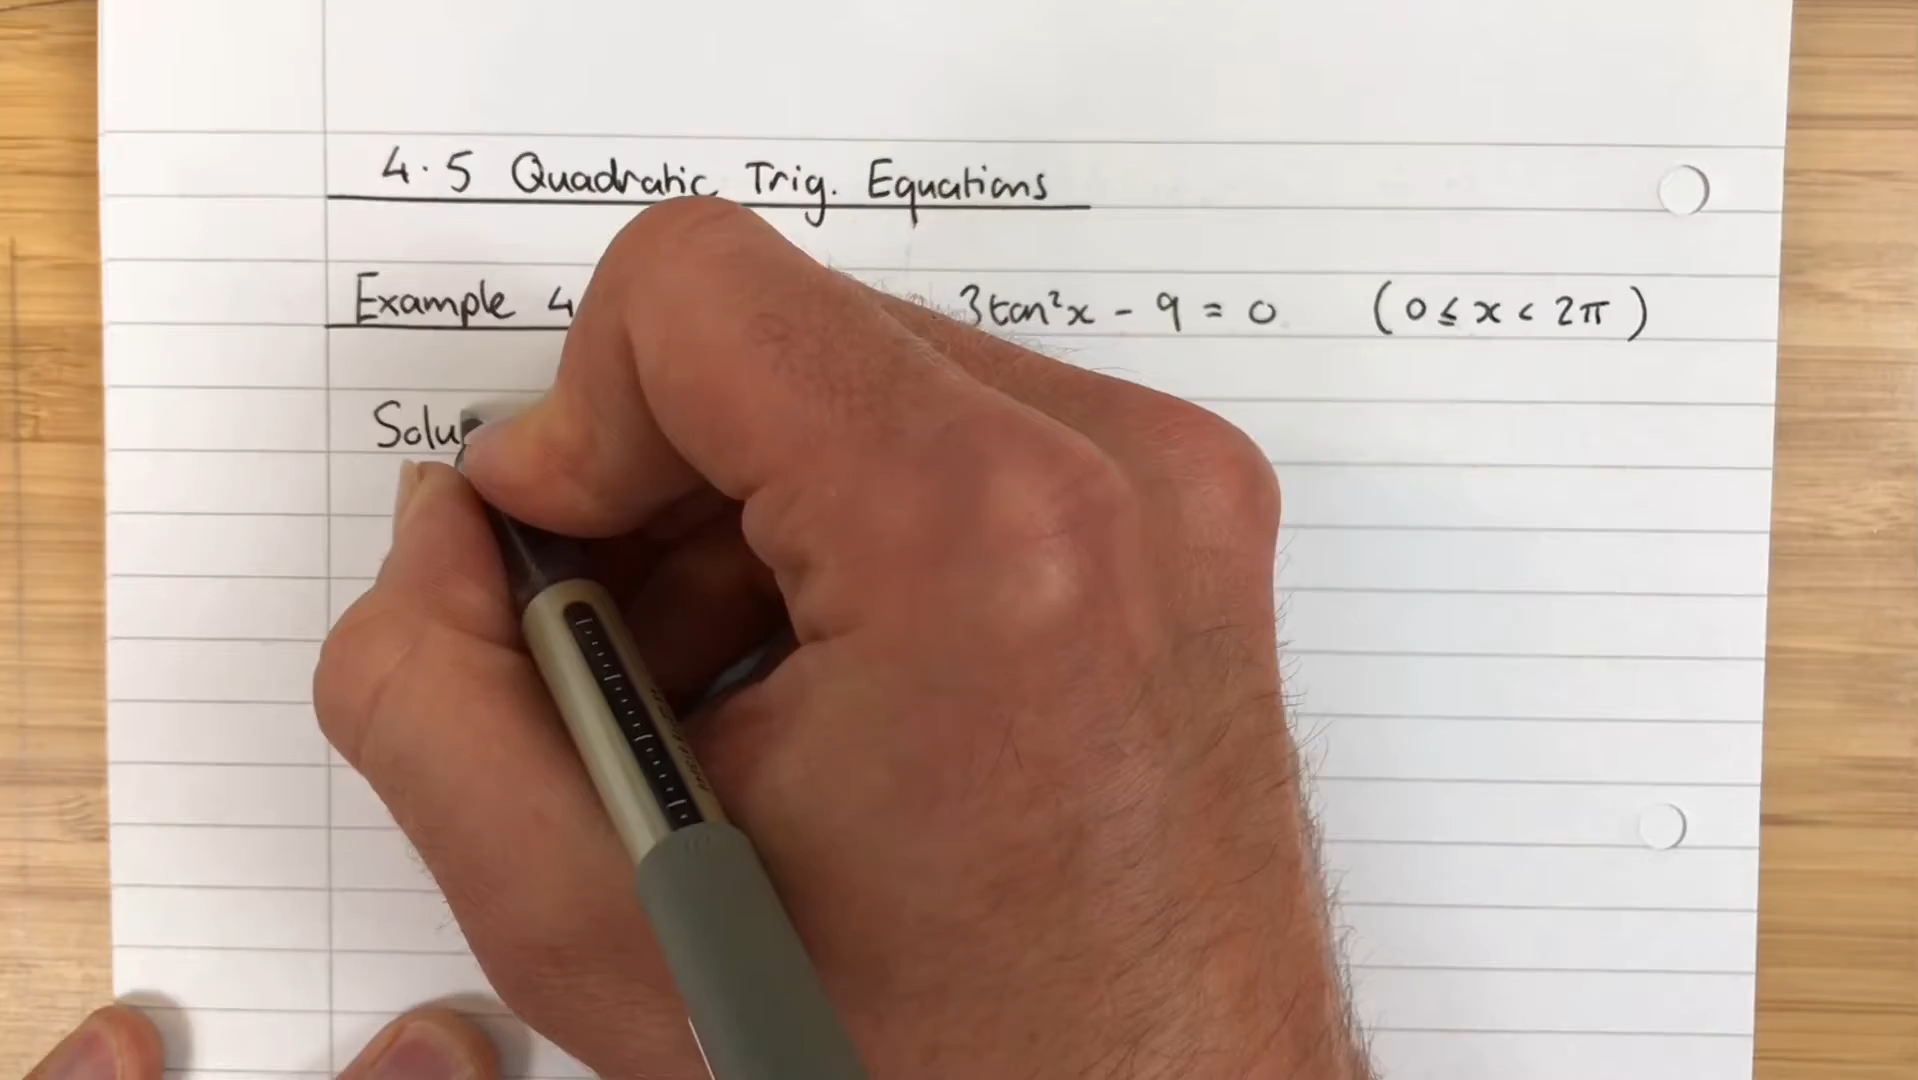 4.5 Quadratic Trig. Equations
Example 4 3tan²x - 9 = 0 (0 ≤ x < 2π)
Solu